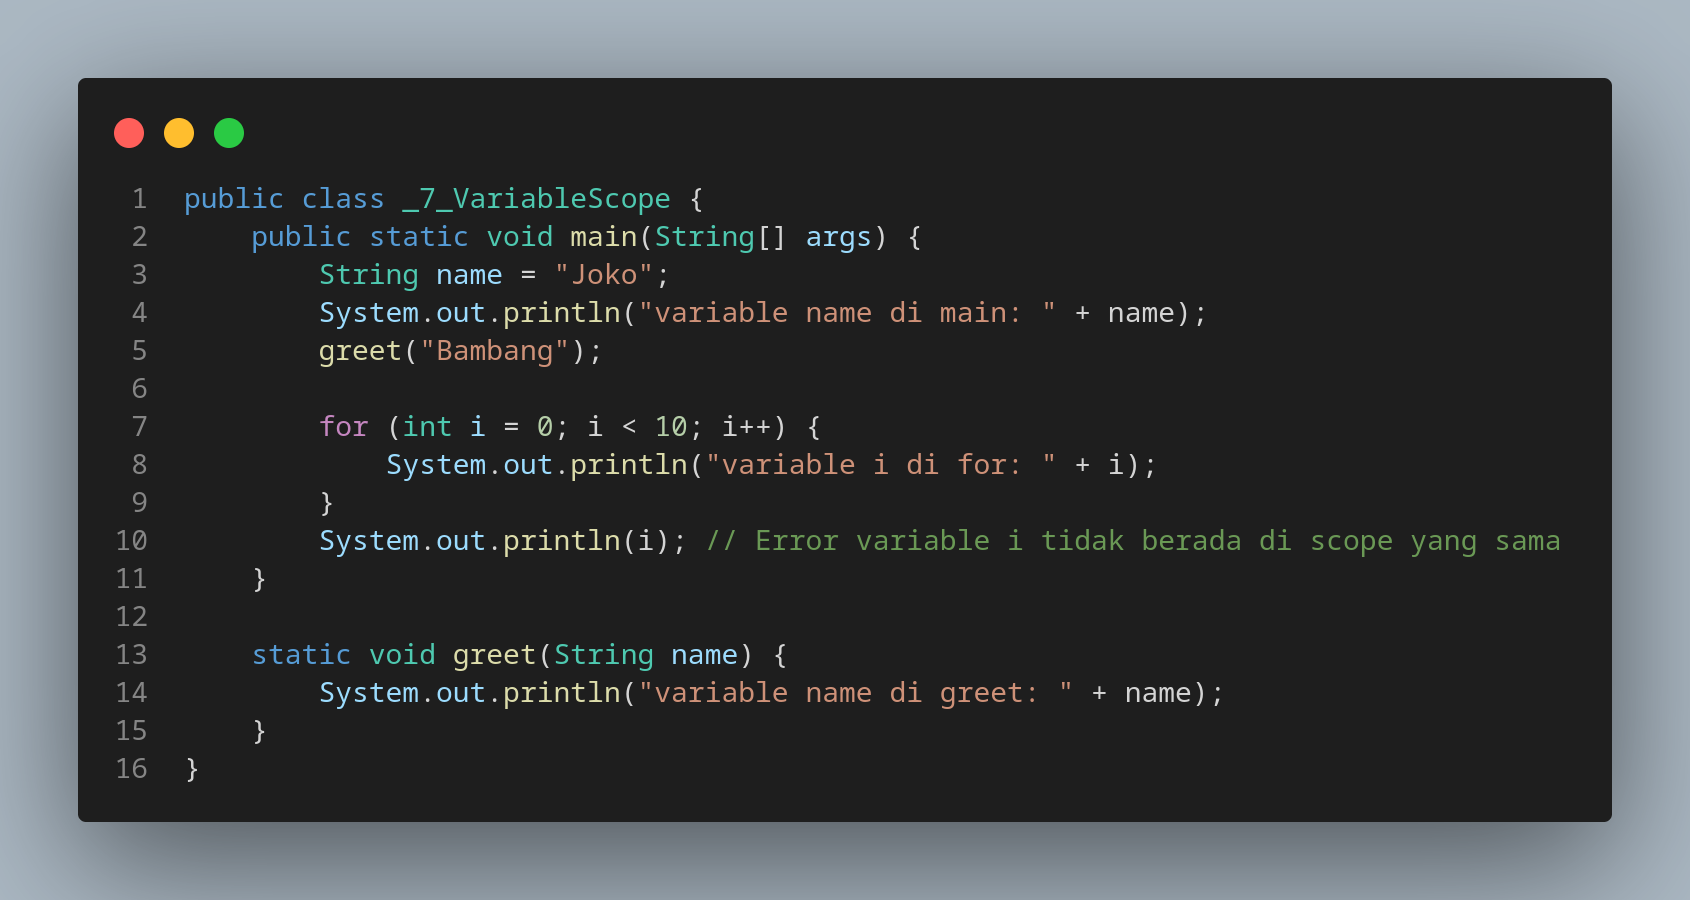 1 public class _7_VariableScope {
2     public static void main(String[] args) {
3         String name = "Joko";
4         System.out.println("variable name di main: " + name);
5         greet("Bambang");
6
7         for (int i = 0; i < 10; i++) {
8             System.out.println("variable i di for: " + i);
9         }
10         System.out.println(i); // Error variable i tidak berada di scope yang sama
11     }
12
13     static void greet(String name) {
14         System.out.println("variable name di greet: " + name);
15     }
16 }